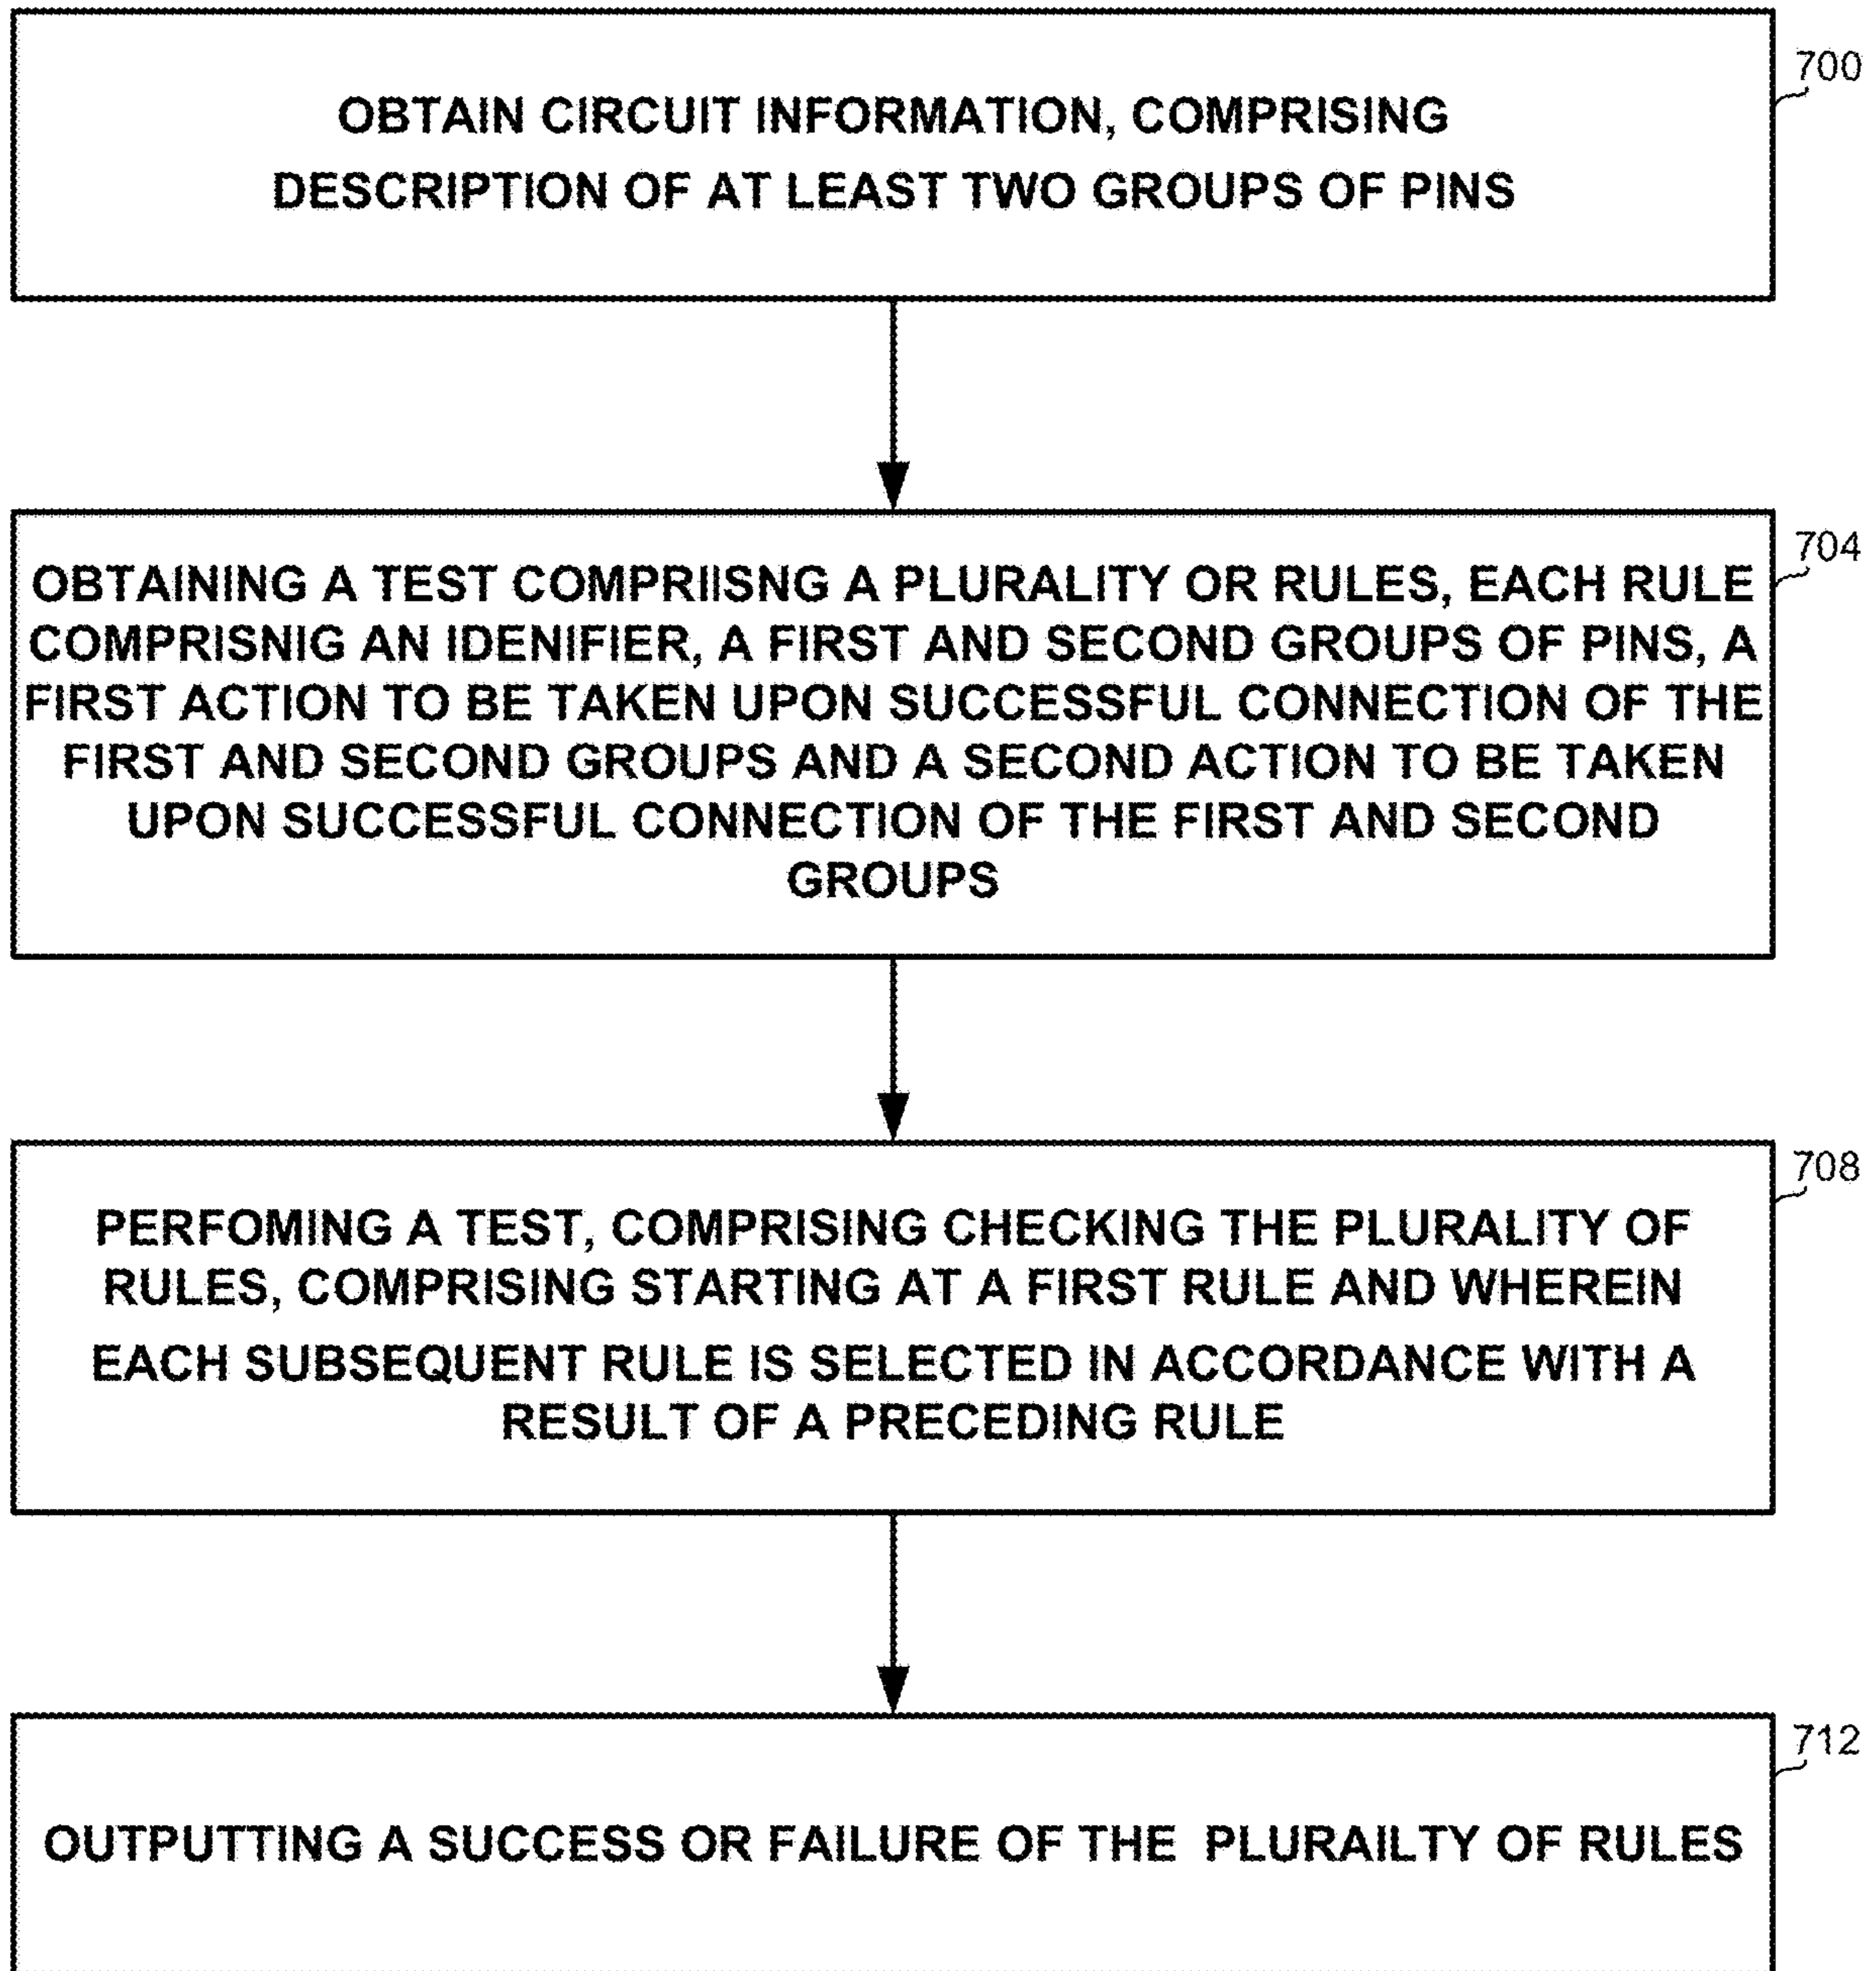 700
OBTAIN CIRCUIT INFORMATION, COMPRISING
DESCRIPTION OF AT LEAST TWO GROUPS OF PINS
704
OBTAINING A TEST COMPRIISNG A PLURALITY OR RULES, EACH RULE
COMPRISNIG AN IDENIFIER, A FIRST AND SECOND GROUPS OF PINS, A
FIRST ACTION TO BE TAKEN UPON SUCCESSFUL CONNECTION OF THE
FIRST AND SECOND GROUPS AND A SECOND ACTION TO BE TAKEN
UPON SUCCESSFUL CONNECTION OF THE FIRST AND SECOND
GROUPS
708
PERFOMING A TEST, COMPRISING CHECKING THE PLURALITY OF
RULES, COMPRISING STARTING AT A FIRST RULE AND WHEREIN
EACH SUBSEQUENT RULE IS SELECTED IN ACCORDANCE WITH A
RESULT OF A PRECEDING RULE
712
OUTPUTTING A SUCCESS OR FAILURE OF THE PLURAILTY OF RULES